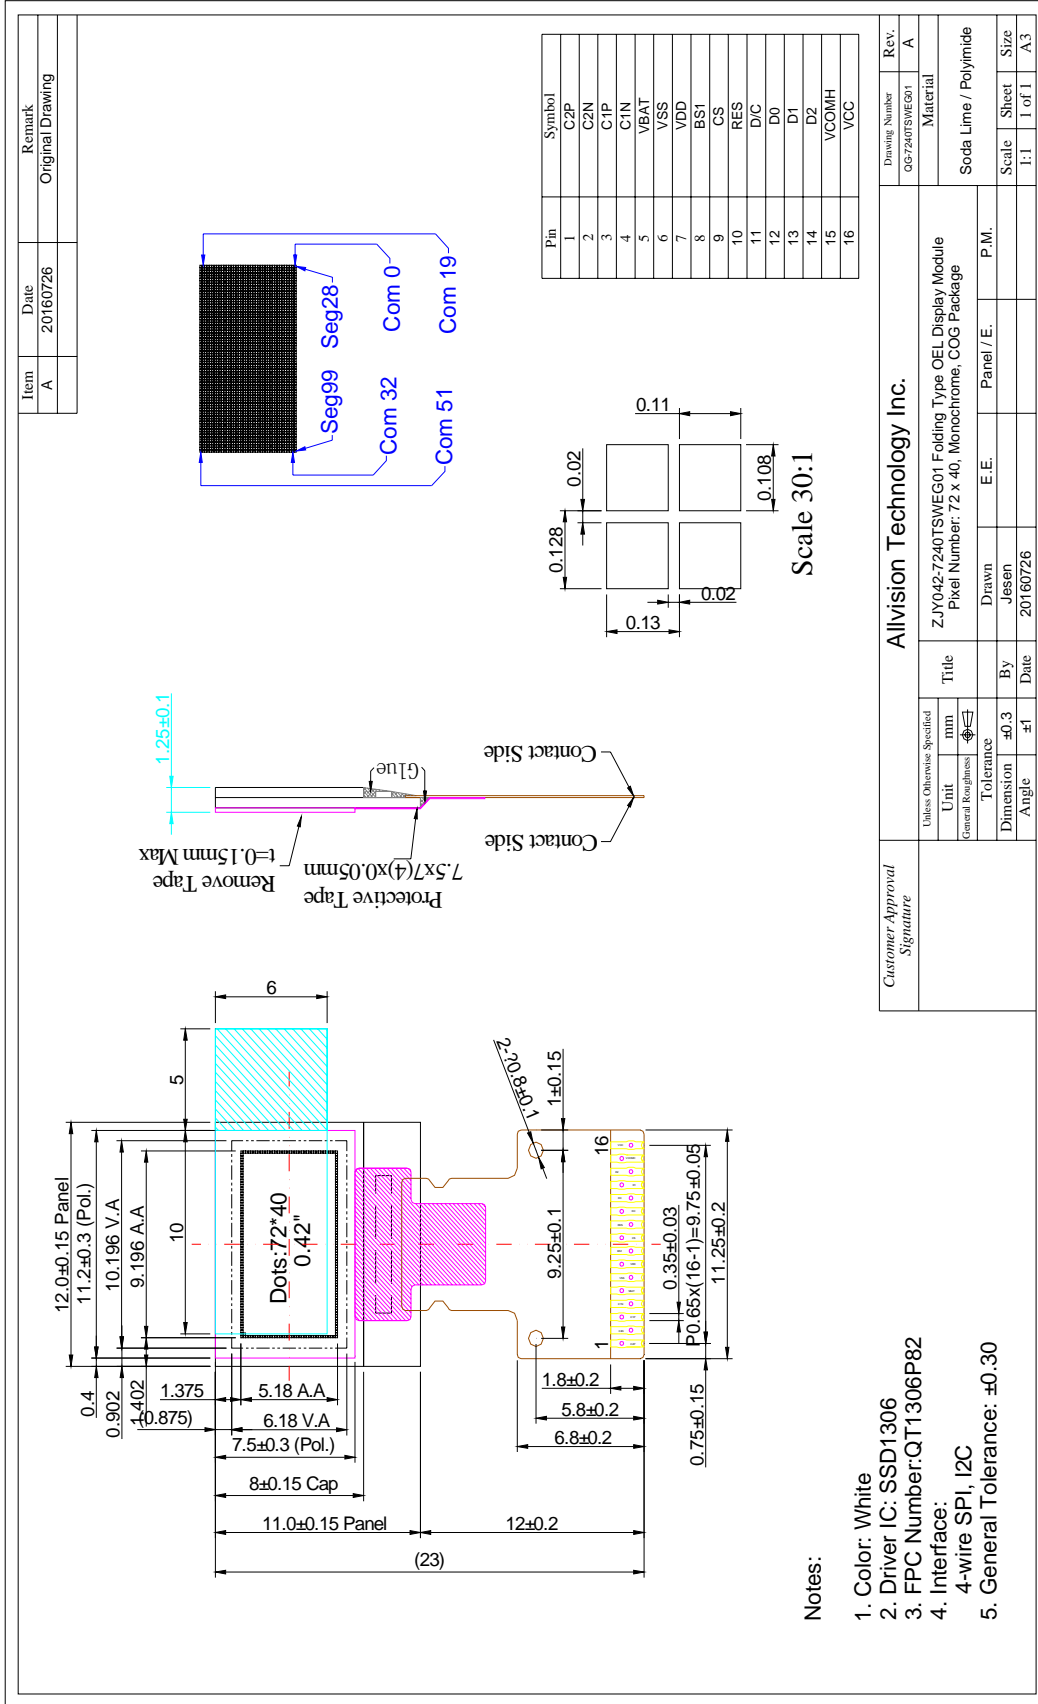 Item Date Remark
A 20160726 Original Drawing
12.0±0.15 Panel
11.2±0.3 (Pol.)
10.196 V.A
9.196 A.A
10
5
6
0.4
0.902
1.402
(0.875)
1.375
5.18 A.A
6.18 V.A
7.5±0.3 (Pol.)
8±0.15 Cap
11.0±0.15 Panel
12±0.2
(23)
Dots:72*40
0.42"
2-?0.8±0.1
1±0.15
9.25±0.1
1
16
0.35±0.03
P0.65x(16-1)=9.75±0.05
11.25±0.2
1.8±0.2
5.8±0.2
6.8±0.2
0.75±0.15
1.25±0.1
Remove Tape
t=0.15mm Max
Protective Tape
7.5x7(4)x0.05mm
Glue
Contact Side
Contact Side
Seg99
Seg28
Com 32
Com 0
Com 51
Com 19
0.128
0.02
0.11
0.13
0.02
0.108
Scale 30:1
Pin Symbol
1 C2P
2 C2N
3 C1P
4 C1N
5 VBAT
6 VSS
7 VDD
8 BS1
9 CS
10 RES
11 D/C
12 D0
13 D1
14 D2
15 VCOMH
16 VCC
Notes:
1. Color: White
2. Driver IC: SSD1306
3. FPC Number:QT1306P82
4. Interface:
4-wire SPI, I2C
5. General Tolerance: ±0.30
Customer Approval
Signature
Allvision Technology Inc.
Drawing Number Rev.
QG-7240TSWEG01 A
Unless Otherwise Specified
Unit mm
General Roughness
Tolerance
Dimension ±0.3
Angle ±1
Title
ZJY042-7240TSWEG01 Folding Type OEL Display Module
Pixel Number: 72 x 40, Monochrome, COG Package
Material
Soda Lime / Polyimide
By Drawn E.E. Panel / E. P.M.
Jesen
Date 20160726
Scale Sheet Size
1:1 1 of 1 A3